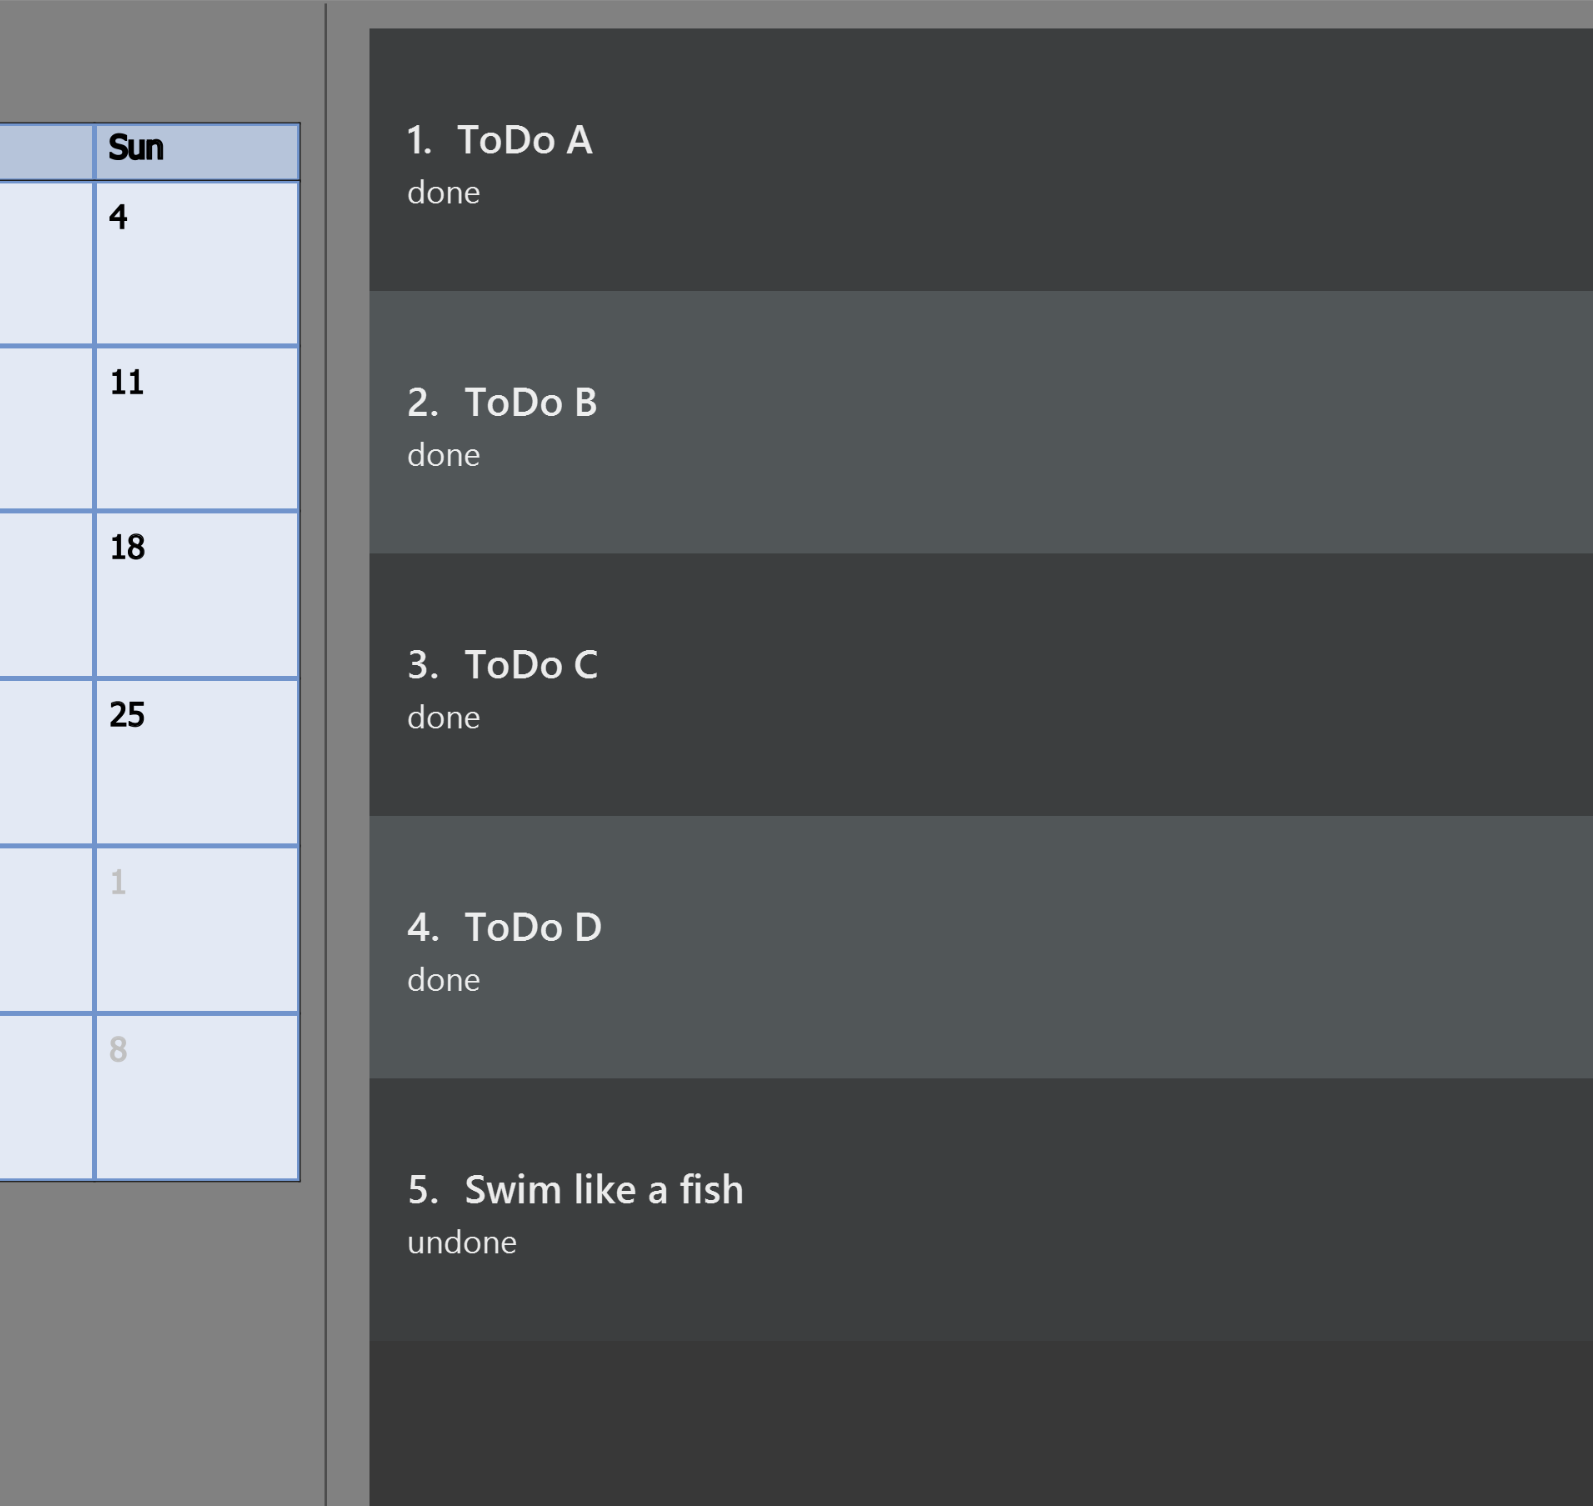 Sun
4
11
18
25
1
8
1. ToDo A
done
2. ToDo B
done
3. ToDo C
done
4. ToDo D
done
5. Swim like a fish
undone